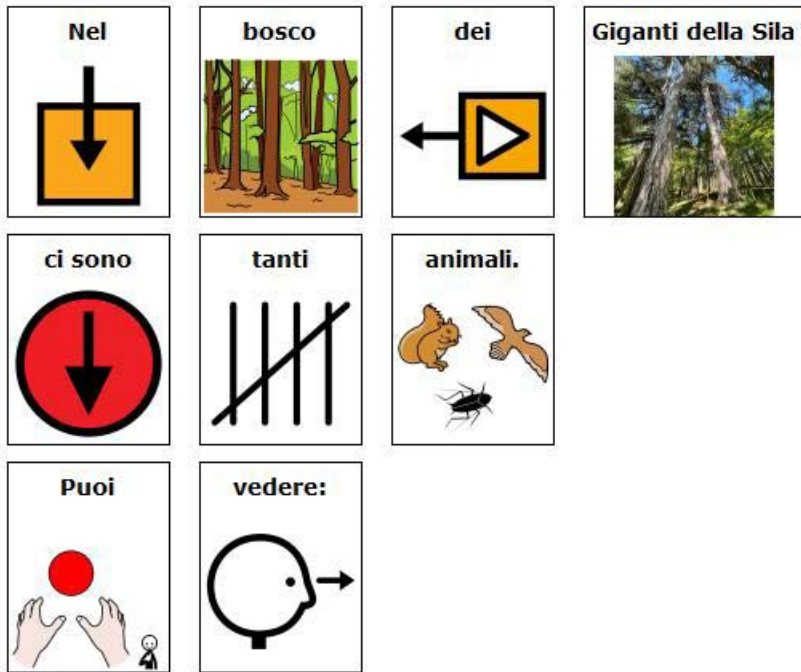 Nel bosco dei Giganti della Sila
ci sono tanti animali.
Puoi vedere: